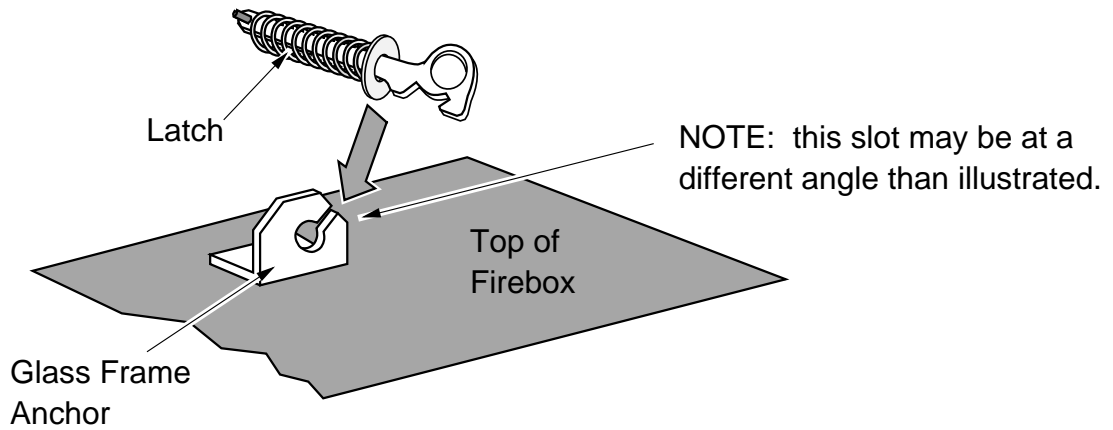 Latch
NOTE:  this slot may be at a
different angle than illustrated.
Top of
Firebox
Glass Frame
Anchor